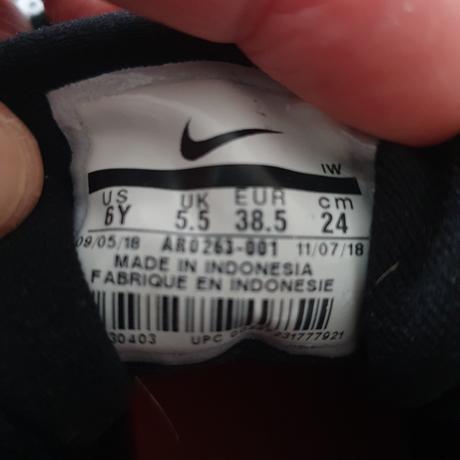 IW
US UK EUR cm
6Y 5.5 38.5 24
09/05/18 AR0263-001 11/07/18
MADE IN INDONESIA
FABRIQUE EN INDONESIE
30403 UPC